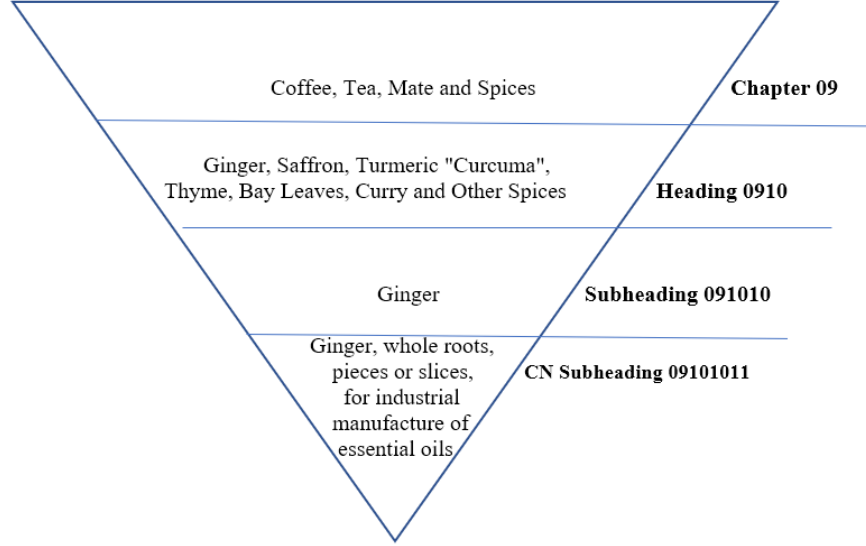 Coffee, Tea, Mate and Spices
Chapter 09
Ginger, Saffron, Turmeric "Curcuma",
Thyme, Bay Leaves, Curry and Other Spices
Heading 0910
Ginger
Subheading 091010
Ginger, whole roots,
pieces or slices,
for industrial
manufacture of
essential oils
CN Subheading 09101011